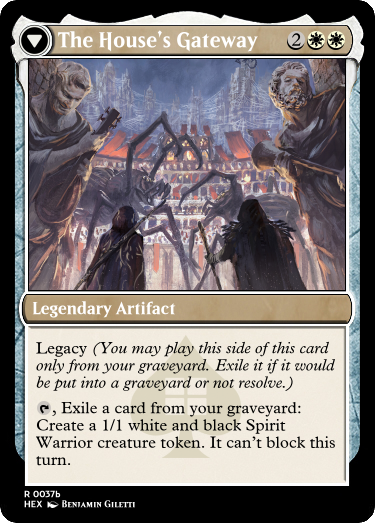 The House's Gateway 2
Legendary Artifact
Legacy (You may play this side of this card
only from your graveyard. Exile it if it would
be put into a graveyard or not resolve.)
, Exile a card from your graveyard:
Create a 1/1 white and black Spirit
Warrior creature token. It can't block this
turn.
R 0037b
HEX Benjamin Giletti